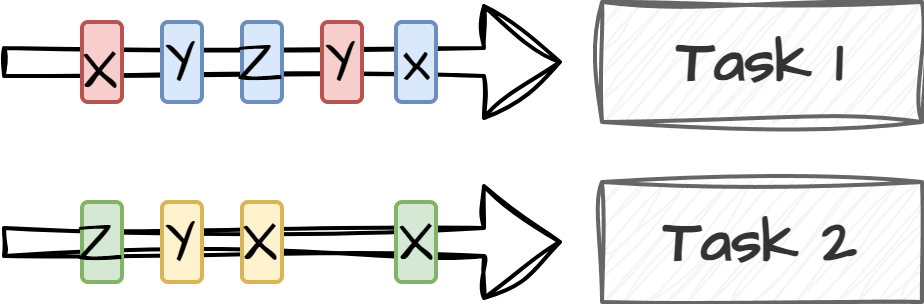 X Y Z Y x Task 1
Z Y X X Task 2